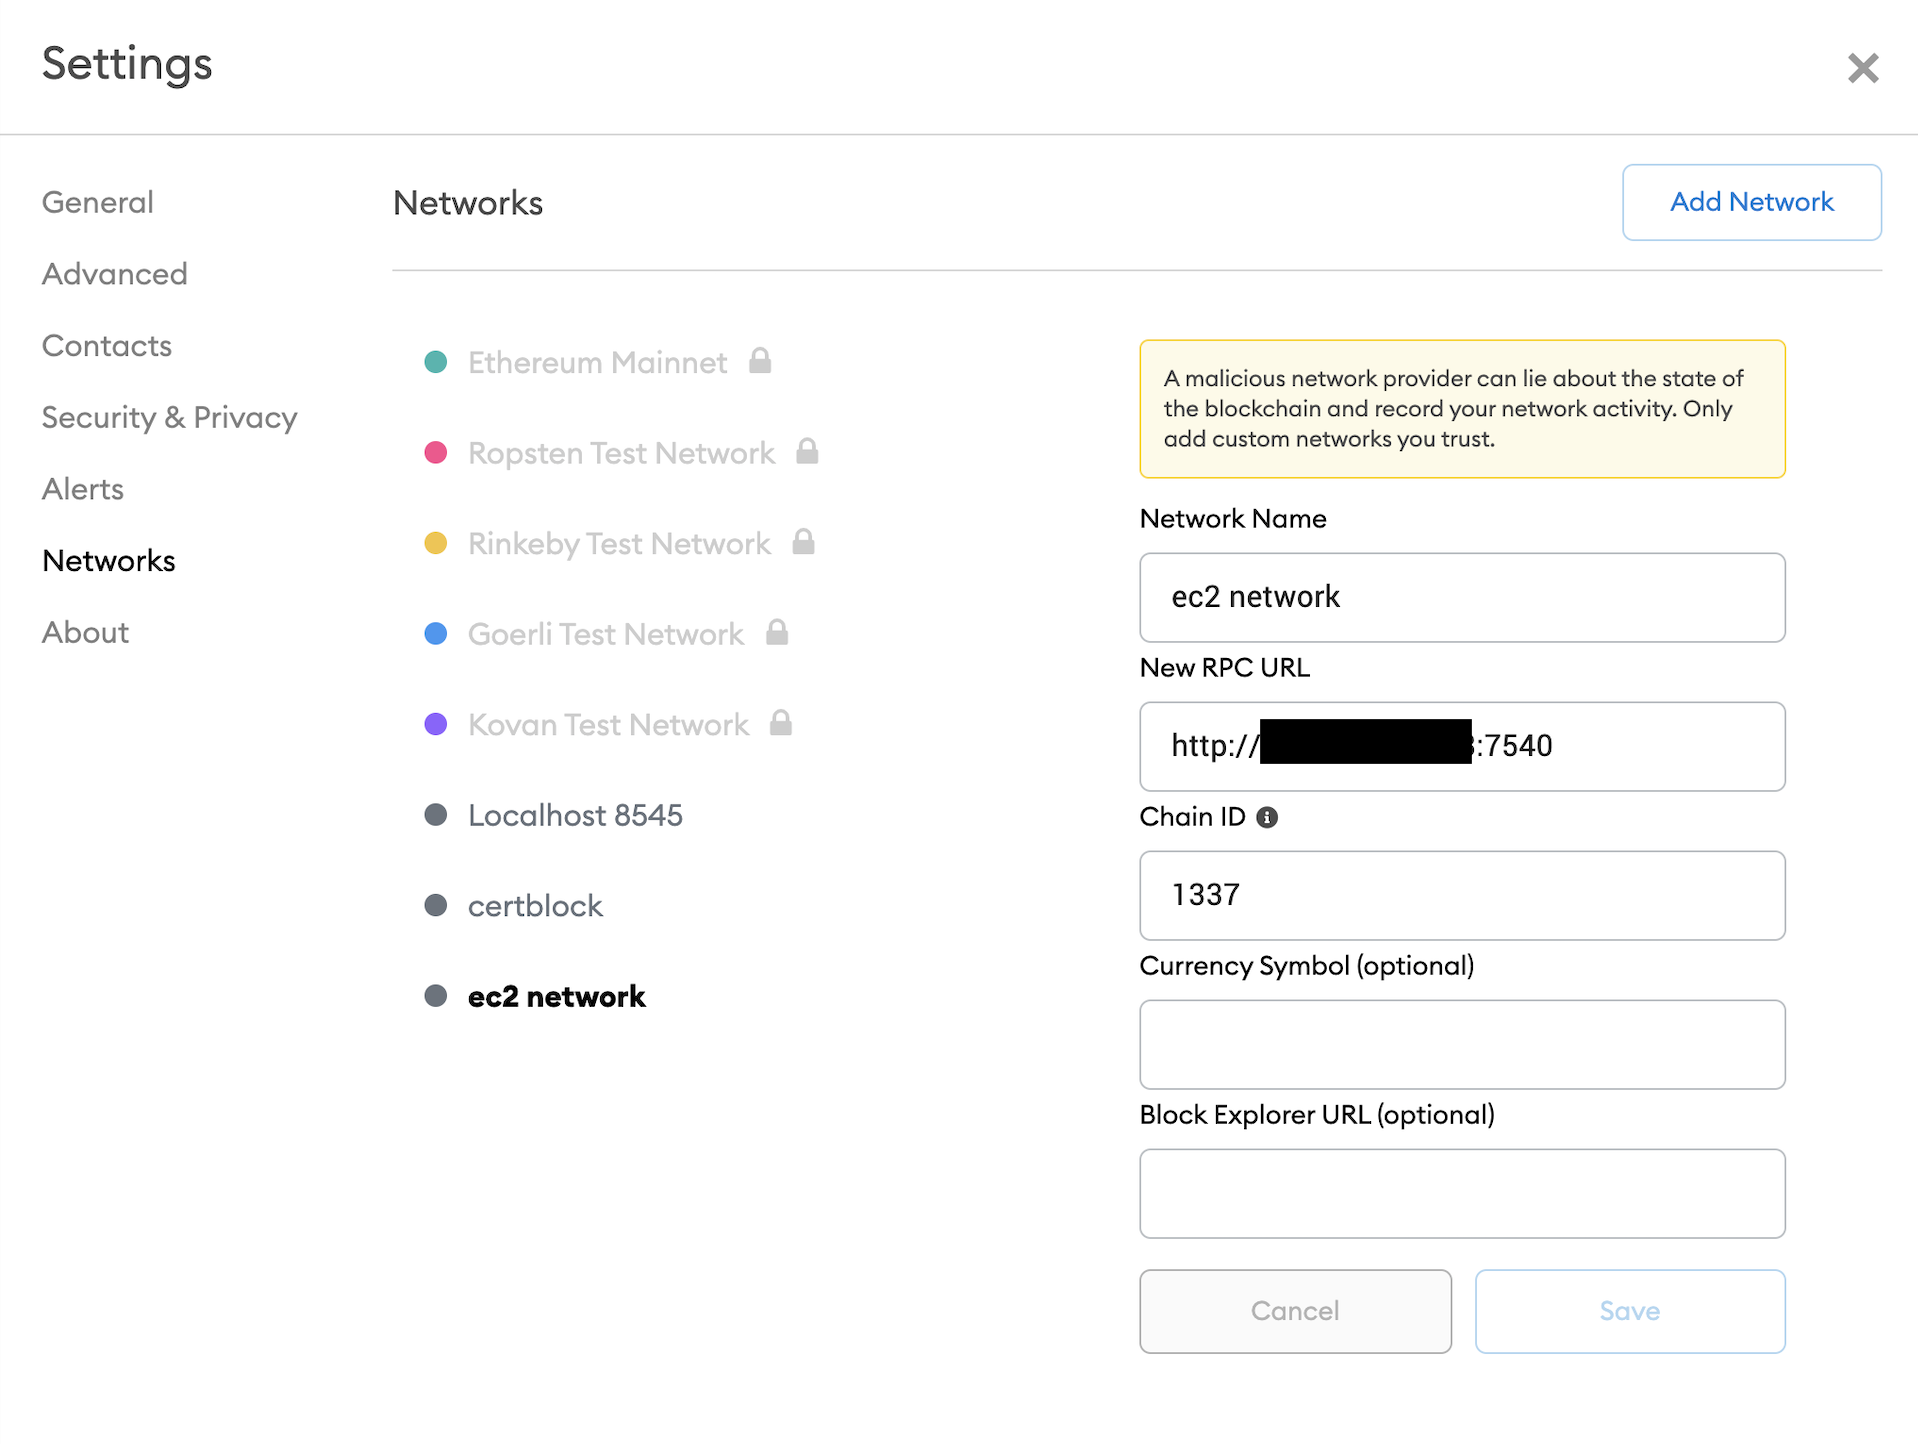 Settings
General
Advanced
Contacts
Security & Privacy
Alerts
Networks
About
Networks
Add Network
Ethereum Mainnet
Ropsten Test Network
Rinkeby Test Network
Goerli Test Network
Kovan Test Network
Localhost 8545
certblock
ec2 network
A malicious network provider can lie about the state of
the blockchain and record your network activity. Only
add custom networks you trust.
Network Name
ec2 network
New RPC URL
http:// :7540
Chain ID
1337
Currency Symbol (optional)
Block Explorer URL (optional)
Cancel
Save